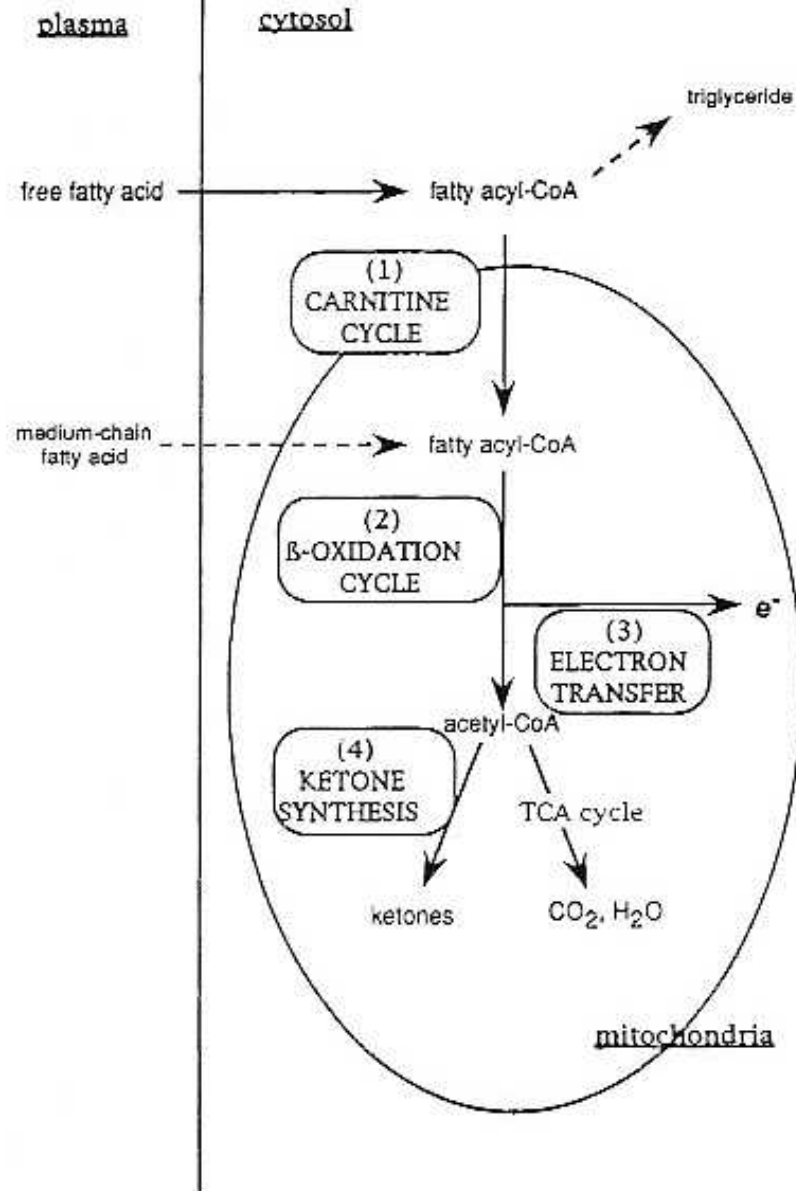 plasma
cytosol
triglyceride
free fatty acid
fatty acyl-CoA
(1)
CARNITINE
CYCLE
medium-chain
fatty acid
fatty acyl-CoA
(2)
ß-OXIDATION
CYCLE
e⁻
(3)
ELECTRON
TRANSFER
acetyl-CoA
(4)
KETONE
SYNTHESIS
TCA cycle
ketones
CO₂, H₂O
mitochondria